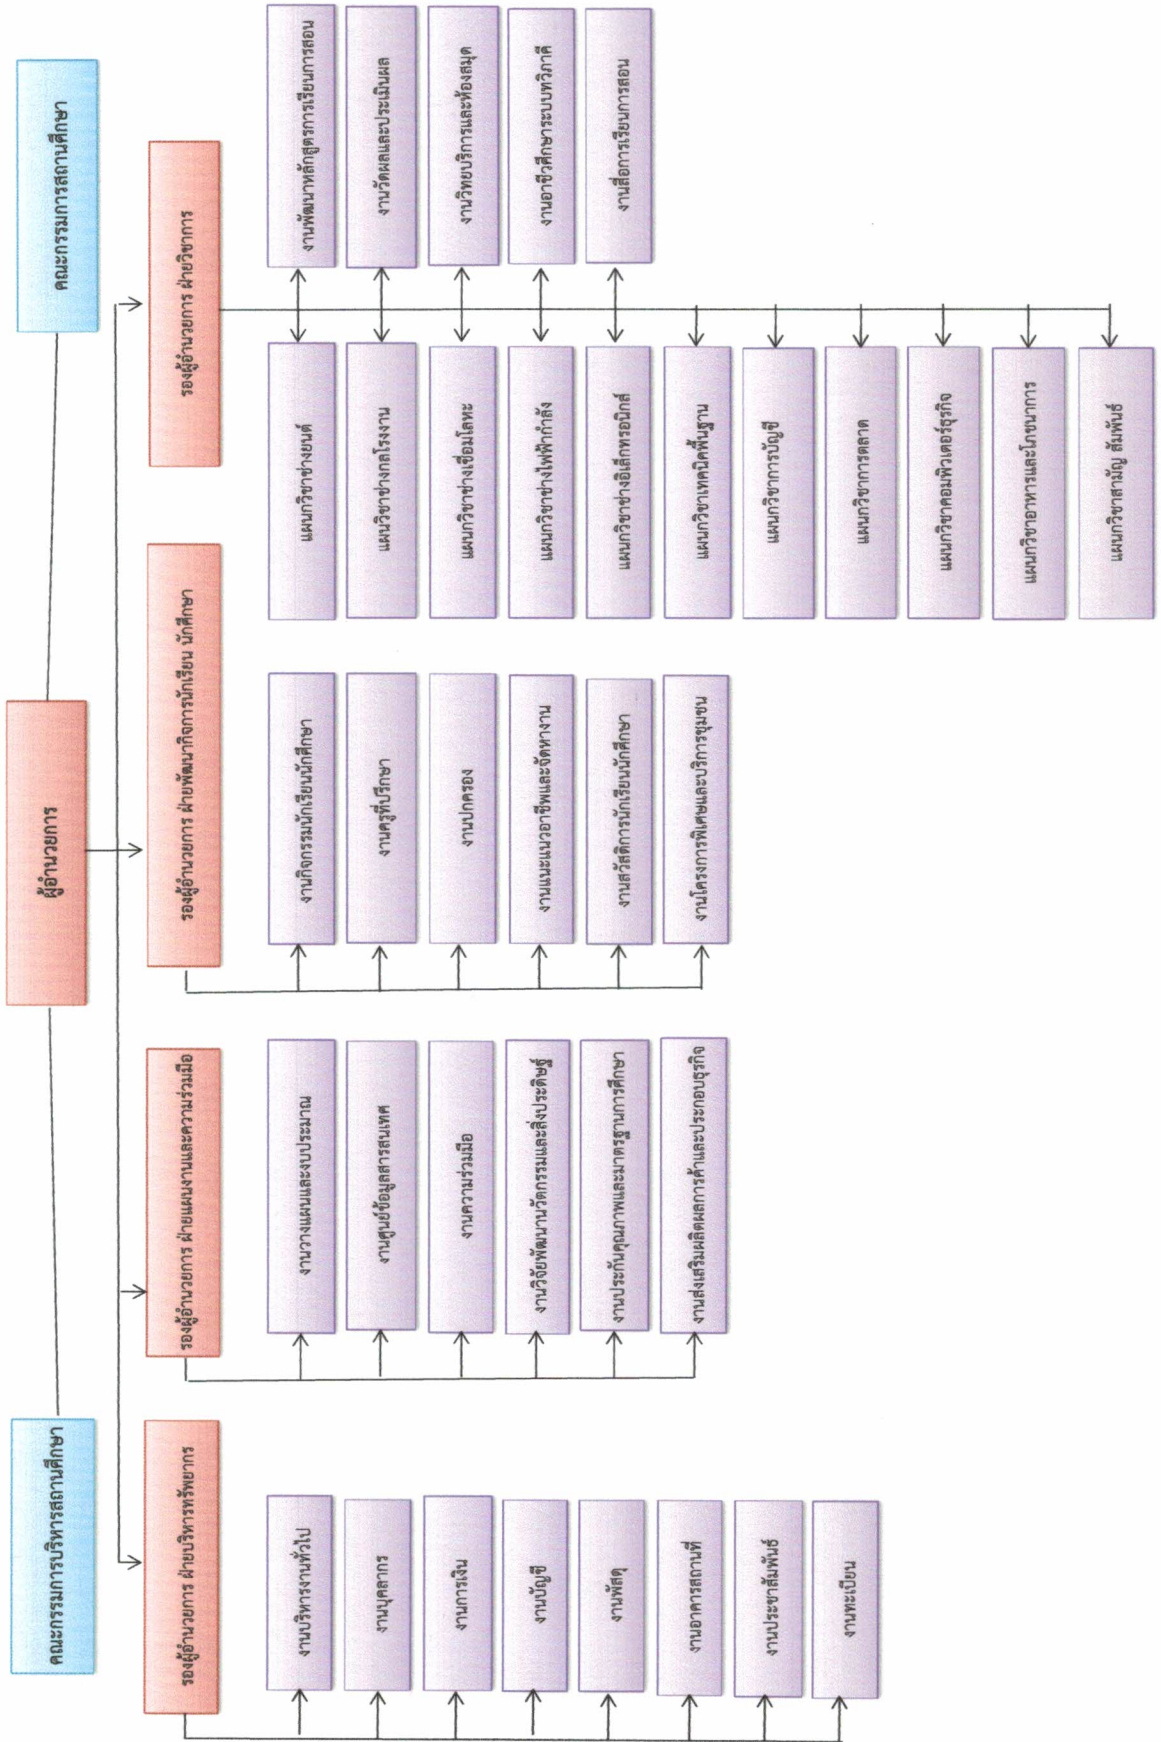 ผู้อำนวยการ
คณะกรรมการบริหารสถานศึกษา
คณะกรรมการสถานศึกษา
รองผู้อำนวยการ ฝ่ายบริหารทรัพยากร
งานบริหารงานทั่วไป
งานบุคลากร
งานการเงิน
งานบัญชี
งานพัสดุ
งานอาคารสถานที่
งานประชาสัมพันธ์
งานทะเบียน
รองผู้อำนวยการ ฝ่ายแผนงานและความร่วมมือ
งานวางแผนและงบประมาณ
งานศูนย์ข้อมูลสารสนเทศ
งานความร่วมมือ
งานวิจัยพัฒนานวัตกรรมและสิ่งประดิษฐ์
งานประกันคุณภาพและมาตรฐานการศึกษา
งานส่งเสริมผลิตผลการค้าและประกอบธุรกิจ
รองผู้อำนวยการ ฝ่ายพัฒนากิจการนักเรียน นักศึกษา
งานกิจกรรมนักเรียนนักศึกษา
งานครูที่ปรึกษา
งานปกครอง
งานแนะแนวอาชีพและจัดหางาน
งานสวัสดิการนักเรียนนักศึกษา
งานโครงการพิเศษและบริการชุมชน
รองผู้อำนวยการ ฝ่ายวิชาการ
แผนกวิชาช่างยนต์
แผนวิชาช่างกลโรงงาน
แผนกวิชาช่างเชื่อมโลหะ
แผนกวิชาช่างไฟฟ้ากำลัง
แผนกวิชาช่างอิเล็กทรอนิกส์
แผนกวิชาเทคนิคพื้นฐาน
แผนกวิชาการบัญชี
แผนกวิชาการตลาด
แผนกวิชาคอมพิวเตอร์ธุรกิจ
แผนกวิชาอาหารและโภชนาการ
แผนกวิชาสามัญ สัมพันธ์
งานพัฒนาหลักสูตรการเรียนการสอน
งานวัดผลและประเมินผล
งานวิทยบริการและห้องสมุด
งานอาชีวศึกษาระบบทวิภาคี
งานสื่อการเรียนการสอน